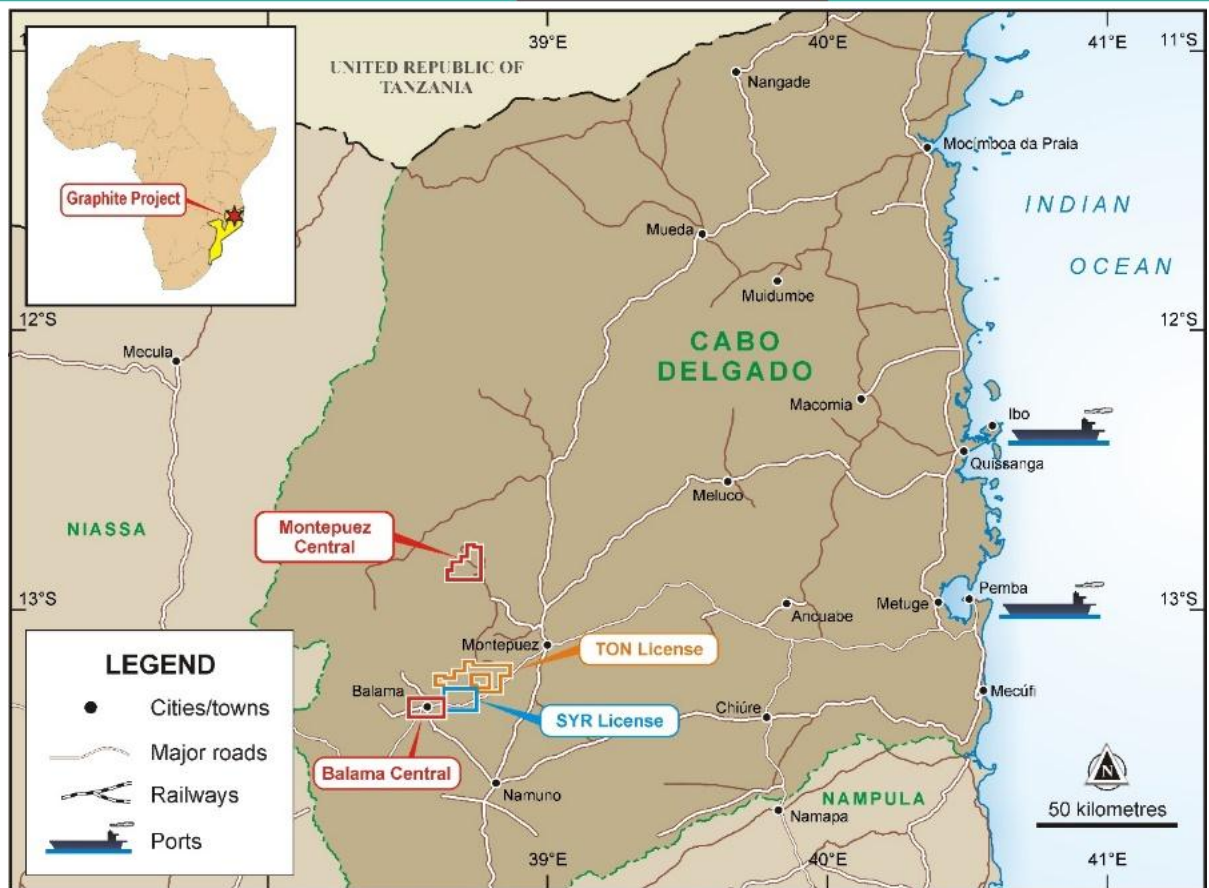 39°E
40°E
41°E
11°S
UNITED REPUBLIC OF
TANZANIA
Nangade
Mocímboa da Praia
Graphite Project
INDIAN
OCEAN
Mueda
Muidumbe
12°S
12°S
Mecula
CABO
DELGADO
Macomia
Ibo
Quissanga
Meluco
NIASSA
Montepuez
Central
13°S
Ancuabe
Metuge
Pemba
13°S
Montepuez
TON License
LEGEND
Balama
Cities/towns
Mecúfi
SYR License
Chiúre
Major roads
Balama Central
Railways
Namuno
NAMPULA
N
50 kilometres
Namapa
Ports
39°E
40°E
41°E